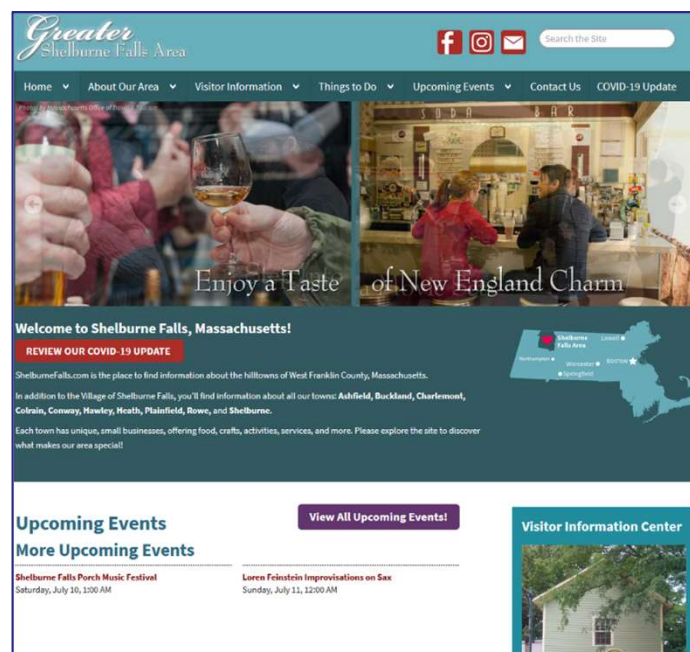 Greater
Shelburne Falls Area
Search the Site
Home About Our Area Visitor Information Things to Do Upcoming Events Contact Us COVID-19 Update
SODA BAR
Enjoy a Taste of New England Charm
Welcome to Shelburne Falls, Massachusetts!
REVIEW OUR COVID-19 UPDATE
Shelburne
Falls Area
Lowell
Northampton
Worcester
BOSTON
Springfield
ShelburneFalls.com is the place to find information about the hilltowns of West Franklin County, Massachusetts.
In addition to the Village of Shelburne Falls, you'll find information about all our towns: Ashfield, Buckland, Charlemont,
Colrain, Conway, Hawley, Heath, Plainfield, Rowe, and Shelburne.
Each town has unique, small businesses, offering food, crafts, activities, services, and more. Please explore the site to discover
what makes our area special!
Upcoming Events
View All Upcoming Events!
More Upcoming Events
Shelburne Falls Porch Music Festival
Saturday, July 10, 1:00 AM
Loren Feinstein Improvisations on Sax
Sunday, July 11, 12:00 AM
Visitor Information Center